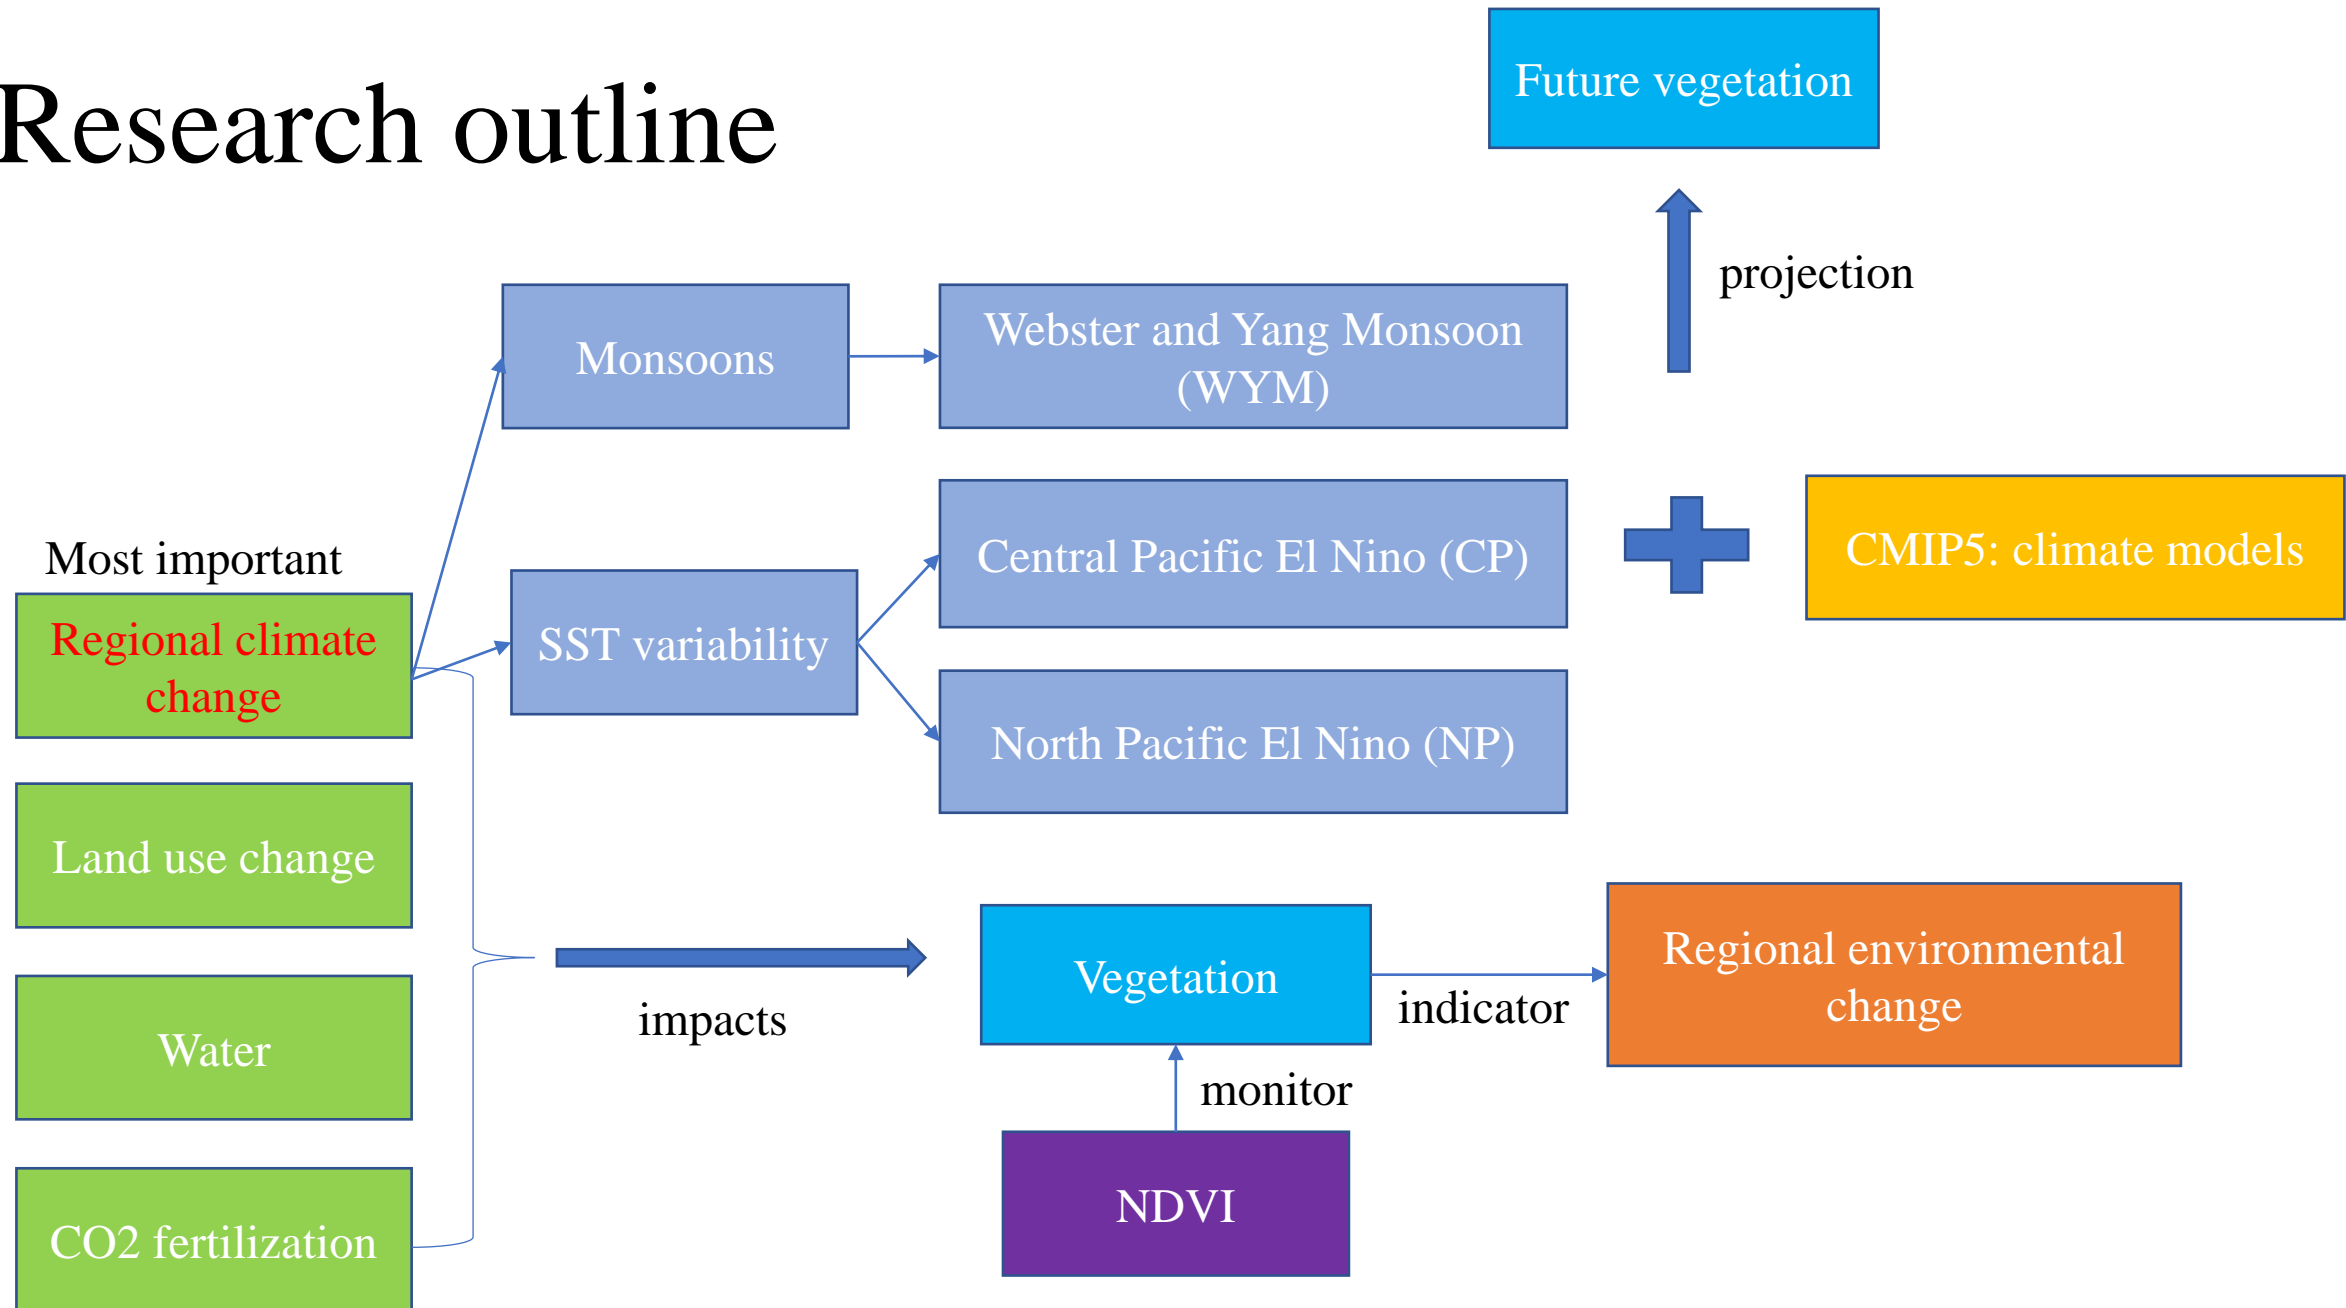 Research outline
Future vegetation
projection
Monsoons
Webster and Yang Monsoon
(WYM)
Most important
Regional climate
change
SST variability
Central Pacific El Nino (CP)
CMIP5: climate models
North Pacific El Nino (NP)
Land use change
Water
CO2 fertilization
impacts
Vegetation
indicator
Regional environmental
change
monitor
NDVI